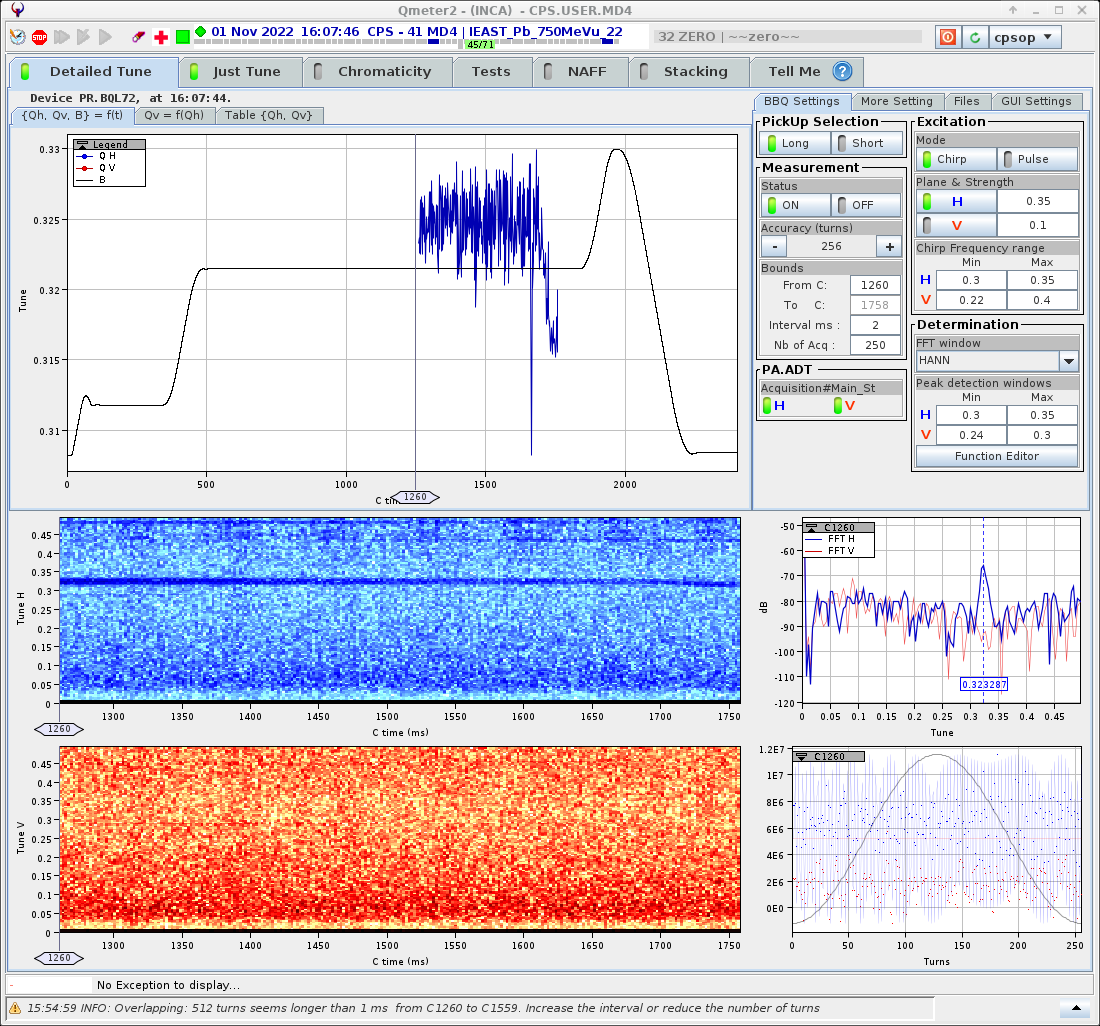 Qmeter2 - (INCA)  - CPS.USER.MD4
STOP
01 Nov 2022 16:07:46  CPS - 41 MD4 | IEAST_Pb_750MeVu_22
45/71
32 ZERO | ~~zero~~
cpsop
Detailed Tune
Just Tune
Chromaticity
Tests
NAFF
Stacking
Tell Me
?
Device PR.BQL72, at 16:07:44.
{Qh, Qv, B} = f(t)
Qv = f(Qh)
Table {Qh, Qv}
Legend
Q H
Q V
B
0.33
0.325
0.32
0.315
0.31
Tune
0
500
1000
1500
2000
C tim
1260
BBQ Settings
More Setting
Files
GUI Settings
PickUp Selection
Long
Short
Measurement
Status
ON
OFF
Accuracy (turns)
-
256
+
Bounds
From C:
1260
To    C:
1758
Interval ms :
2
Nb of Acq :
250
PA.ADT
Acquisition#Main_St
H
V
Excitation
Mode
Chirp
Pulse
Plane & Strength
H
0.35
V
0.1
Chirp Frequency range
Min
Max
H
0.3
0.35
V
0.22
0.4
Determination
FFT window
HANN
Peak detection windows
Min
Max
H
0.3
0.35
V
0.24
0.3
Function Editor
0.45
0.4
0.35
0.3
0.25
0.2
0.15
0.1
0.05
0
Tune H
1300
1350
1400
1450
1500
1550
1600
1650
1700
1750
C time (ms)
1260
C1260
FFT H
FFT V
-50
-60
-70
-80
-90
-100
-110
-120
dB
0.323287
0
0.05
0.1
0.15
0.2
0.25
0.3
0.35
0.4
0.45
Tune
0.45
0.4
0.35
0.3
0.25
0.2
0.15
0.1
0.05
0
Tune V
1300
1350
1400
1450
1500
1550
1600
1650
1700
1750
C time (ms)
1260
C1260
1.2E7
1E7
8E6
6E6
4E6
2E6
0E0
0
50
100
150
200
250
Turns
-
No Exception to display...
15:54:59 INFO: Overlapping: 512 turns seems longer than 1 ms  from C1260 to C1559. Increase the interval or reduce the number of turns